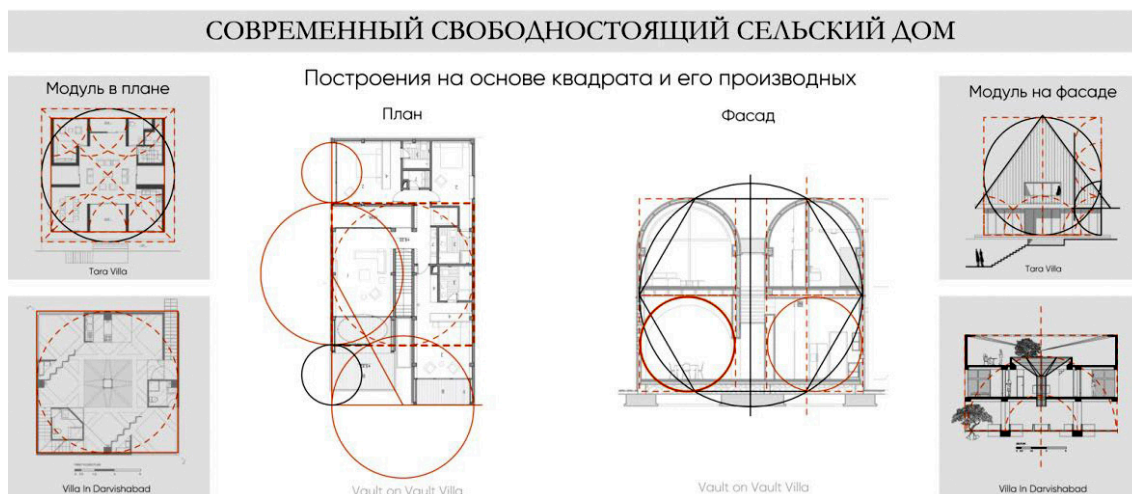 СОВРЕМЕННЫЙ СВОБОДНОСТОЯЩИЙ СЕЛЬСКИЙ ДОМ
Построения на основе квадрата и его производных
Модуль в плане
Tara Villa
Villa In Darvishabad
План
Vault on Vault Villa
Фасад
Vault on Vault Villa
Модуль на фасаде
Tara Villa
Villa In Darvishabad